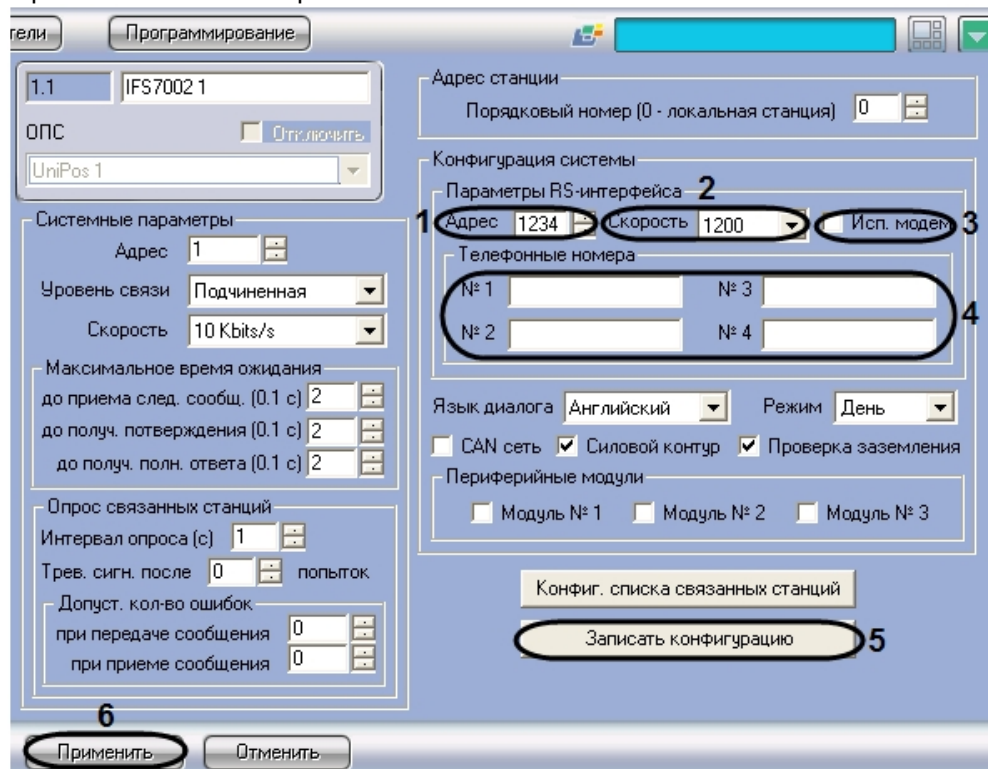 тели Программирование
1.1 IFS7002 1
ОПС Отключить
UniPos 1
Системные параметры
Адрес 1
Уровень связи Подчиненная
Скорость 10 Kbits/s
Максимальное время ожидания
до приема след. сообщ. (0.1 с) 2
до получ. потверждения (0.1 с) 2
до получ. полн. ответа (0.1 с) 2
Опрос связанных станций
Интервал опроса (с) 1
Трев. сигн. после 0 попыток
Допуст. кол-во ошибок
при передаче сообщения 0
при приеме сообщения 0
Адрес станции
Порядковый номер (0 - локальная станция) 0
Конфигурация системы
Параметры RS-интерфейса 2
1 Адрес 1234 Скорость 1200 Исп. модем 3
Телефонные номера
№ 1 № 3
4
№ 2 № 4
Язык диалога Английский Режим День
CAN сеть Силовой контур Проверка заземления
Периферийные модули
Модуль № 1 Модуль № 2 Модуль № 3
Конфиг. списка связанных станций
Записать конфигурацию 5
6
Применить Отменить